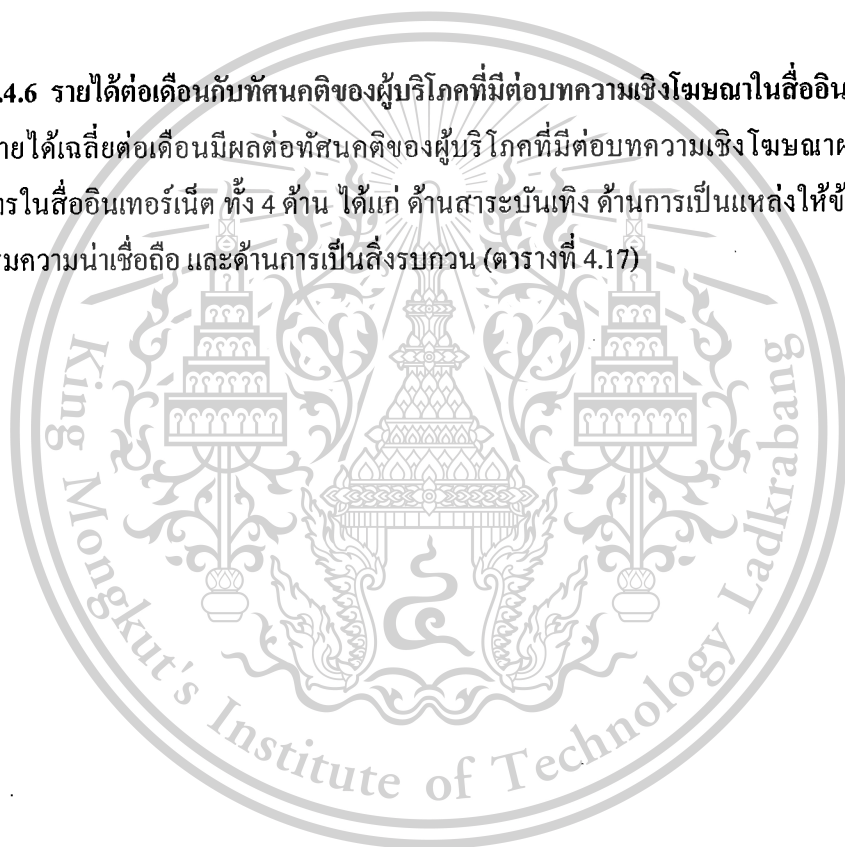 .4.6 รายได้ต่อเดือนกับทัศนคติของผู้บริโภคที่มีต่อบทความเชิงโฆษณาในสื่ออิน
ายได้เฉลี่ยต่อเดือนมีผลต่อทัศนคติของผู้บริโภคที่มีต่อบทความเชิงโฆษณาผ
ารในสื่ออินเทอร์เน็ต ทั้ง 4 ด้าน ได้แก่ ด้านสาระบันเทิง ด้านการเป็นแหล่งให้ข้
รมความน่าเชื่อถือ และด้านการเป็นสิ่งรบกวน (ตารางที่ 4.17)
King Mongkut's Institute of Technology Ladkrabang